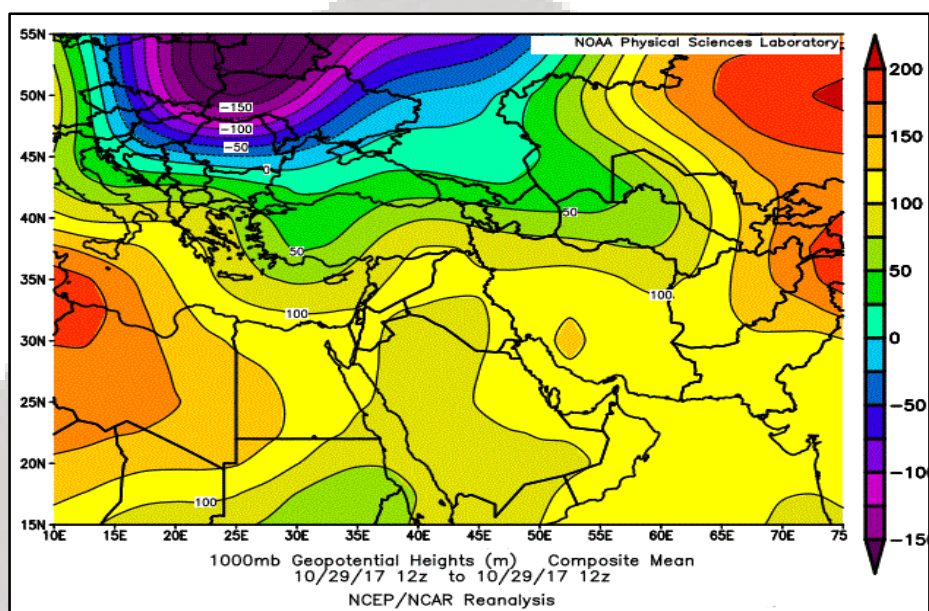 NOAA Physical Sciences Laboratory
55N
50N
45N
40N
35N
30N
25N
20N
15N
-150
-100
-50
0
50
50
100
100
100
10E 15E 20E 25E 30E 35E 40E 45E 50E 55E 60E 65E 70E 75
200
150
100
50
0
-50
-100
-150
1000mb Geopotential Heights (m) Composite Mean
10/29/17 12z to 10/29/17 12z
NCEP/NCAR Reanalysis